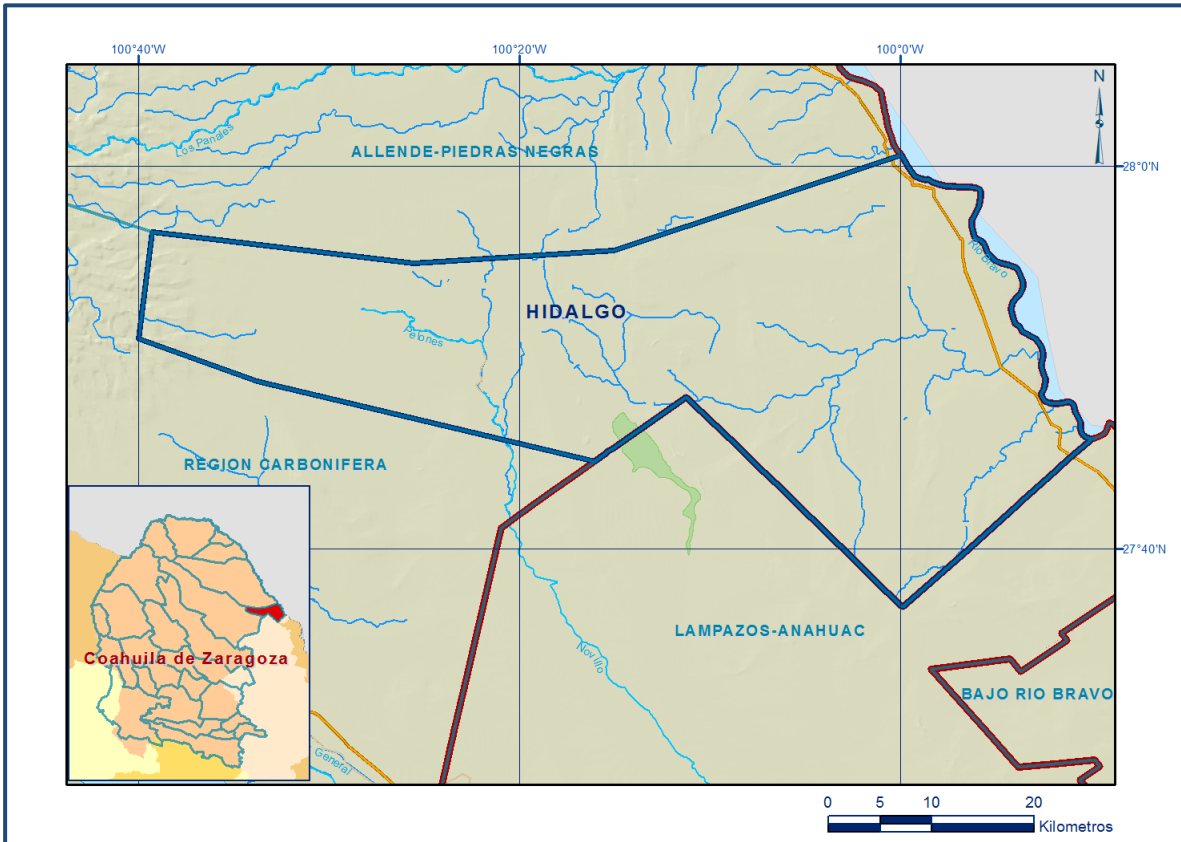 100°40'W
100°20'W
100°0'W
N
Los Panales
ALLENDE-PIEDRAS NEGRAS
28°0'N
Río Bravo
HIDALGO
Pelones
REGION CARBONIFERA
27°40'N
LAMPAZOS-ANAHUAC
Coahuila de Zaragoza
Novillo
BAJO RIO BRAVO
General
0 5 10 20
Kilometros